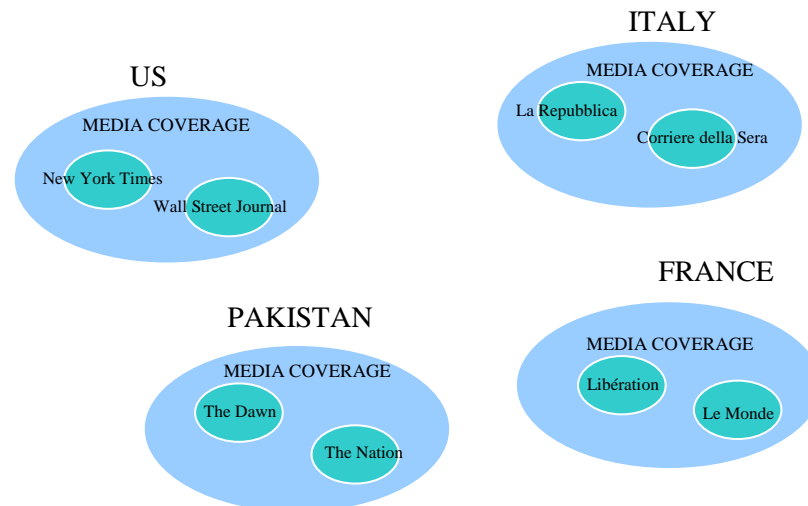 US
MEDIA COVERAGE
New York Times
Wall Street Journal
ITALY
MEDIA COVERAGE
La Repubblica
Corriere della Sera
PAKISTAN
MEDIA COVERAGE
The Dawn
The Nation
FRANCE
MEDIA COVERAGE
Libération
Le Monde